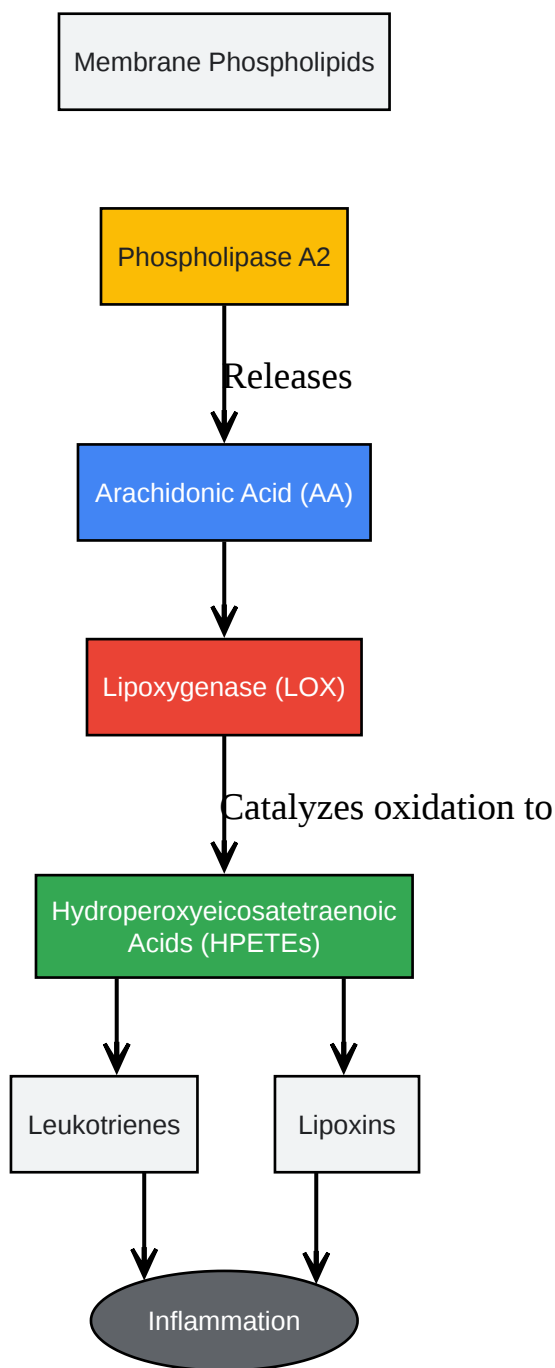 Membrane Phospholipids
Phospholipase A2
Releases
Arachidonic Acid (AA)
Lipoxygenase (LOX)
Catalyzes oxidation to
Hydroperoxyeicosatetraenoic
Acids (HPETEs)
Leukotrienes
Lipoxins
Inflammation